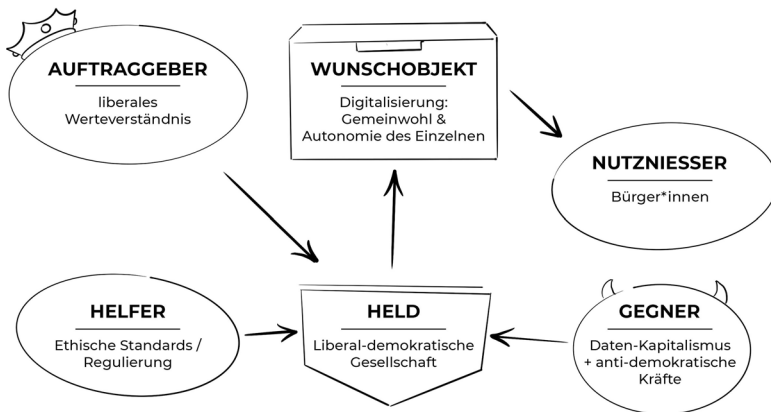 AUFTRAGGEBER
liberales
Werteverständnis
WUNSCHOBJEKT
Digitalisierung:
Gemeinwohl &
Autonomie des Einzelnen
NUTZNIESSER
Bürger*innen
HELFER
Ethische Standards /
Regulierung
HELD
Liberal-demokratische
Gesellschaft
GEGNER
Daten-Kapitalismus
+ anti-demokratische
Kräfte